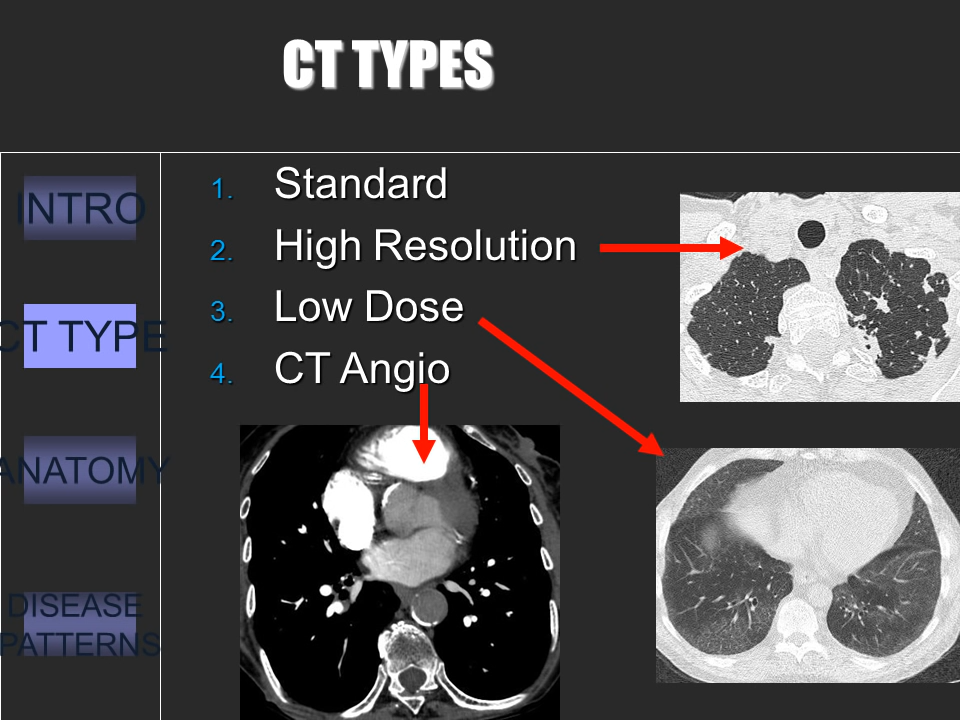 CT TYPES
INTRO
CT TYPE
ANATOMY
DISEASE
PATTERNS
1. Standard
2. High Resolution
3. Low Dose
4. CT Angio